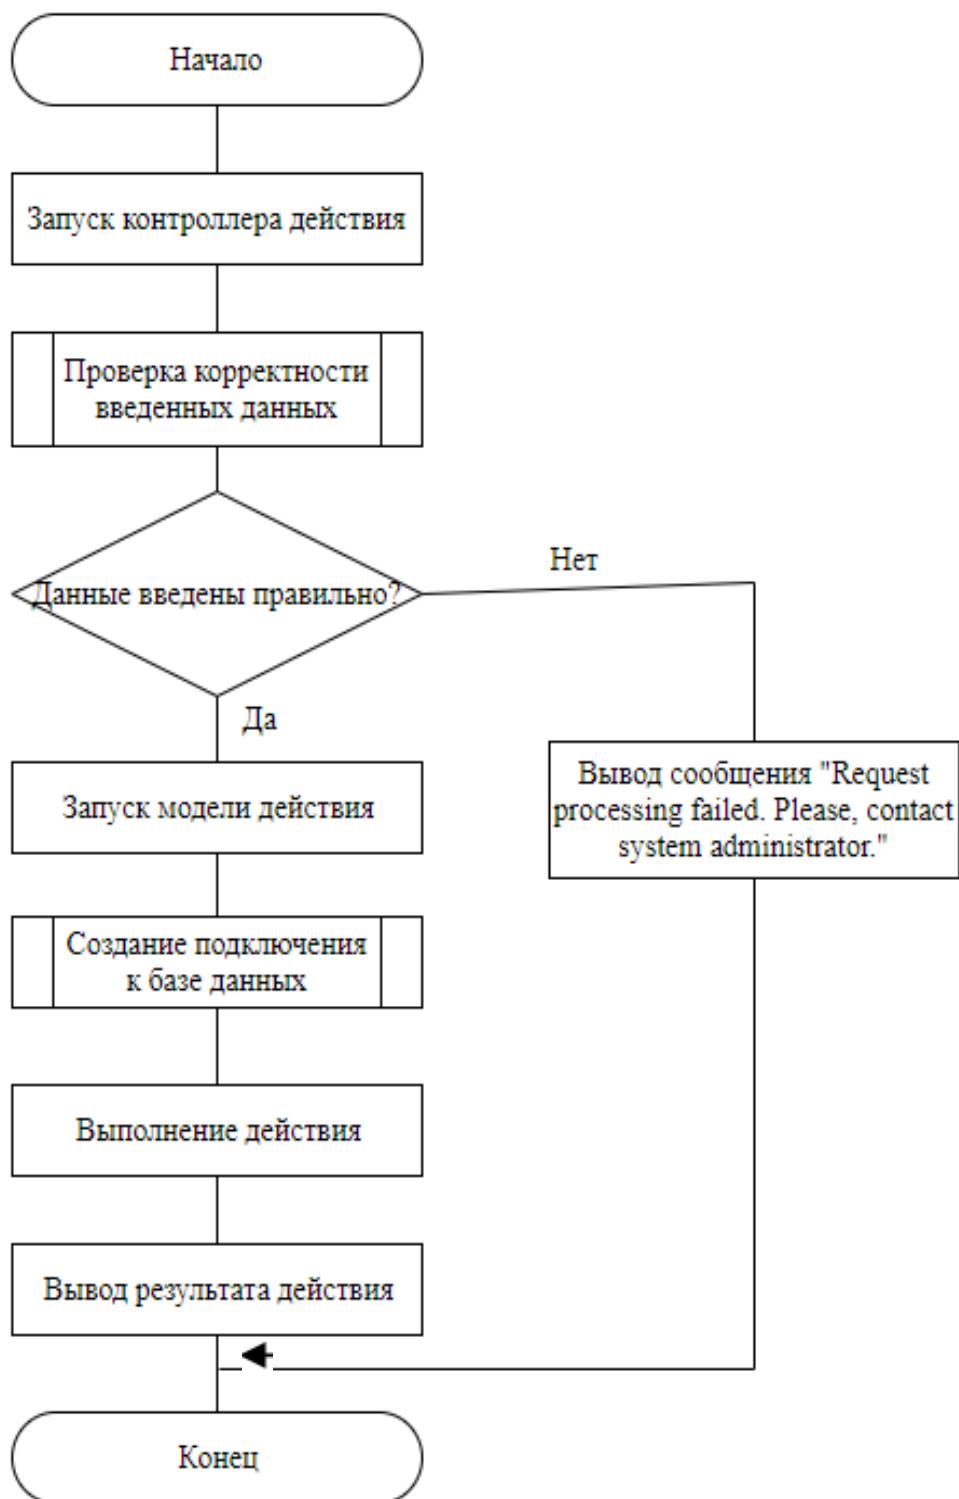 Начало
Запуск контроллера действия
Проверка корректности
введенных данных
Данные введены правильно?
Нет
Да
Запуск модели действия
Вывод сообщения "Request
processing failed. Please, contact
system administrator."
Создание подключения
к базе данных
Выполнение действия
Вывод результата действия
Конец